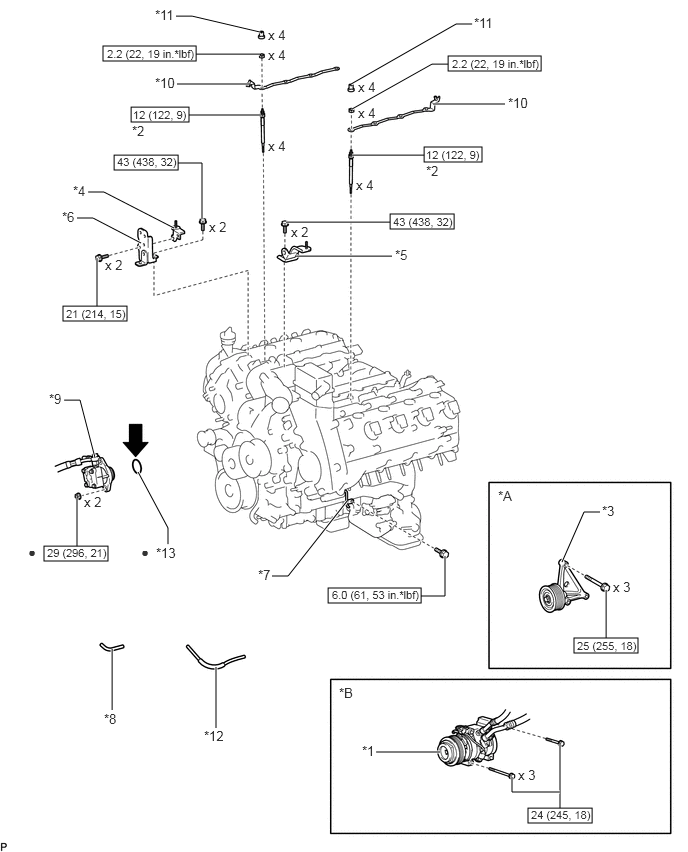 *11
x 4
*11
2.2 (22, 19 in.*lbf)
x 4
2.2 (22, 19 in.*lbf)
*10
x 4
*10
12 (122, 9)
x 4
*2
x 4
12 (122, 9)
*2
43 (438, 32)
x 4
*4
*6
x 2
x 2
43 (438, 32)
*5
x 2
21 (214, 15)
*9
x 2
29 (296, 21)
*13
*7
6.0 (61, 53 in.*lbf)
*A
*3
x 3
25 (255, 18)
*8
*12
*B
*1
x 3
24 (245, 18)
P